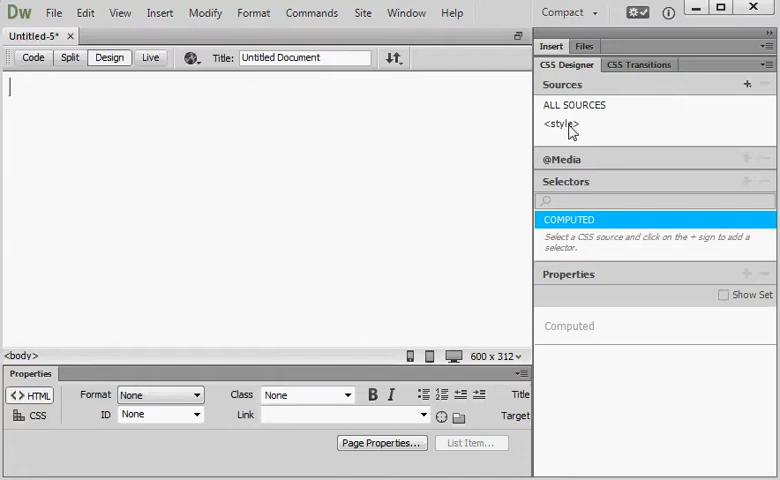 Dw File Edit View Insert Modify Format Commands Site Window Help Compact
Untitled-5*
Code Split Design Live Title: Untitled Document
Insert Files
CSS Designer CSS Transitions
Sources
ALL SOURCES
<style>
@Media
Selectors
COMPUTED
Select a CSS source and click on the + sign to add a
selector.
Properties
Show Set
Computed
<body> 600 x 312
Properties
<> HTML Format None Class None B I Title
CSS ID None Link Target
Page Properties... List Item...